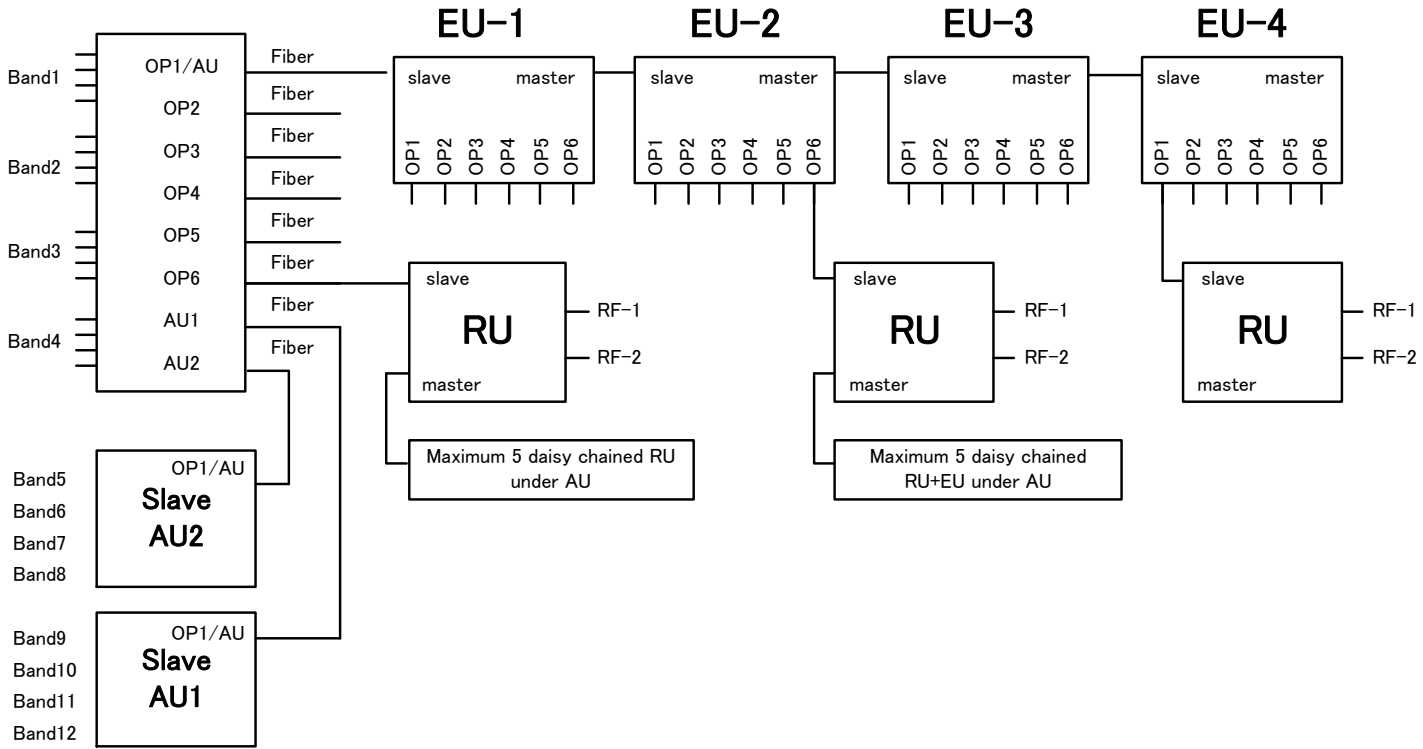 EU-1
EU-2
EU-3
EU-4
Band1
Band2
Band3
Band4
OP1/AU
OP2
OP3
OP4
OP5
OP6
AU1
AU2
Fiber
Fiber
Fiber
Fiber
Fiber
Fiber
Fiber
Fiber
slave master
OP1 OP2 OP3 OP4 OP5 OP6
slave master
OP1 OP2 OP3 OP4 OP5 OP6
slave master
OP1 OP2 OP3 OP4 OP5 OP6
slave master
OP1 OP2 OP3 OP4 OP5 OP6
slave
RU
master
RF-1
RF-2
Maximum 5 daisy chained RU
under AU
slave
RU
master
RF-1
RF-2
Maximum 5 daisy chained
RU+EU under AU
slave
RU
master
RF-1
RF-2
Band5
Band6
Band7
Band8
OP1/AU
Slave
AU2
Band9
Band10
Band11
Band12
OP1/AU
Slave
AU1